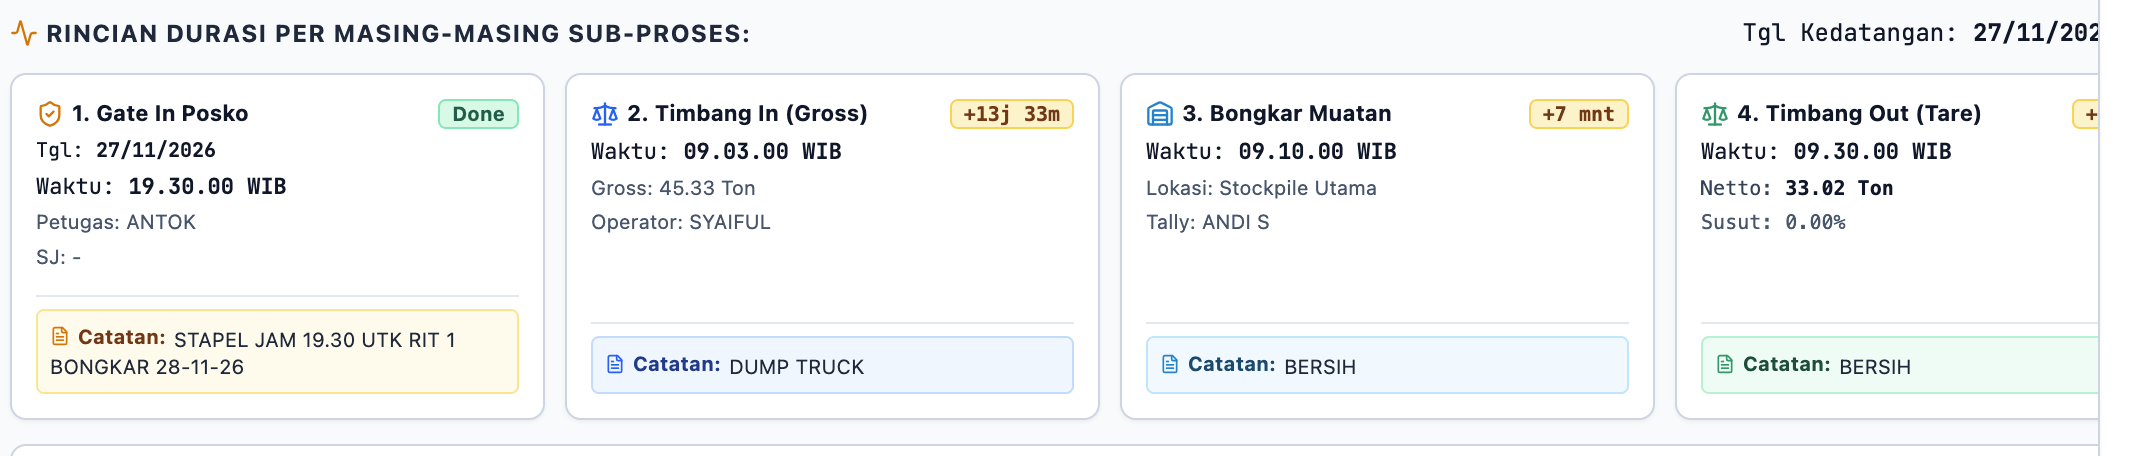 RINCIAN DURASI PER MASING-MASING SUB-PROSES:
Tgl Kedatangan: 27/11/202
1. Gate In Posko
Done
Tgl: 27/11/2026
Waktu: 19.30.00 WIB
Petugas: ANTOK
SJ: -
Catatan: STAPEL JAM 19.30 UTK RIT 1
BONGKAR 28-11-26
2. Timbang In (Gross)
+13j 33m
Waktu: 09.03.00 WIB
Gross: 45.33 Ton
Operator: SYAIFUL
Catatan: DUMP TRUCK
3. Bongkar Muatan
+7 mnt
Waktu: 09.10.00 WIB
Lokasi: Stockpile Utama
Tally: ANDI S
Catatan: BERSIH
4. Timbang Out (Tare)
+
Waktu: 09.30.00 WIB
Netto: 33.02 Ton
Susut: 0.00%
Catatan: BERSIH